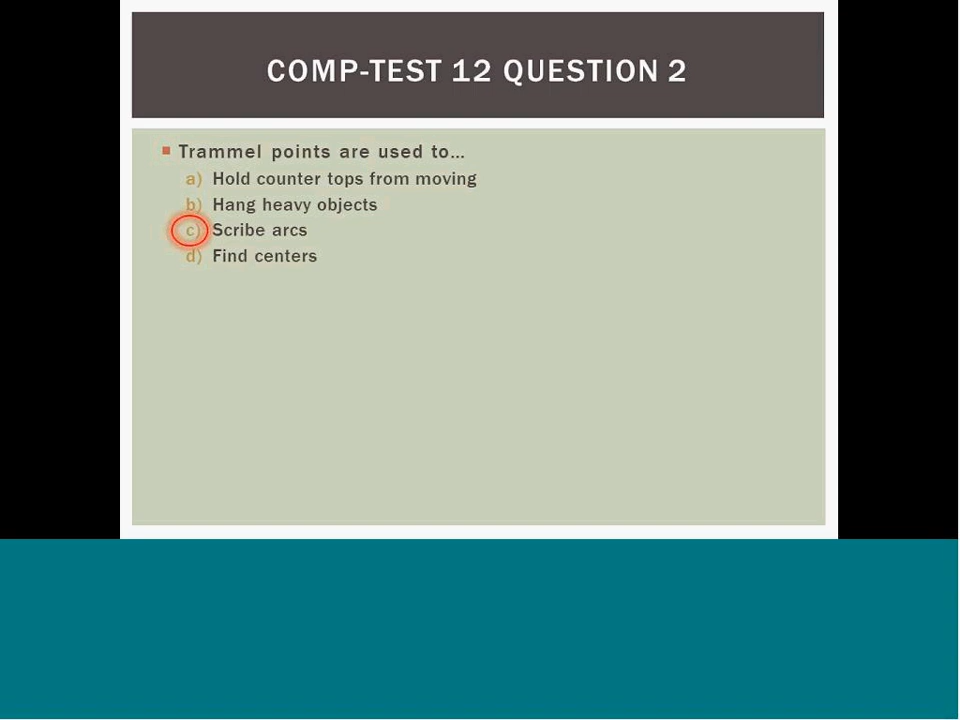 COMP-TEST 12 QUESTION 2
Trammel points are used to...
a) Hold counter tops from moving
b) Hang heavy objects
c) Scribe arcs
d) Find centers